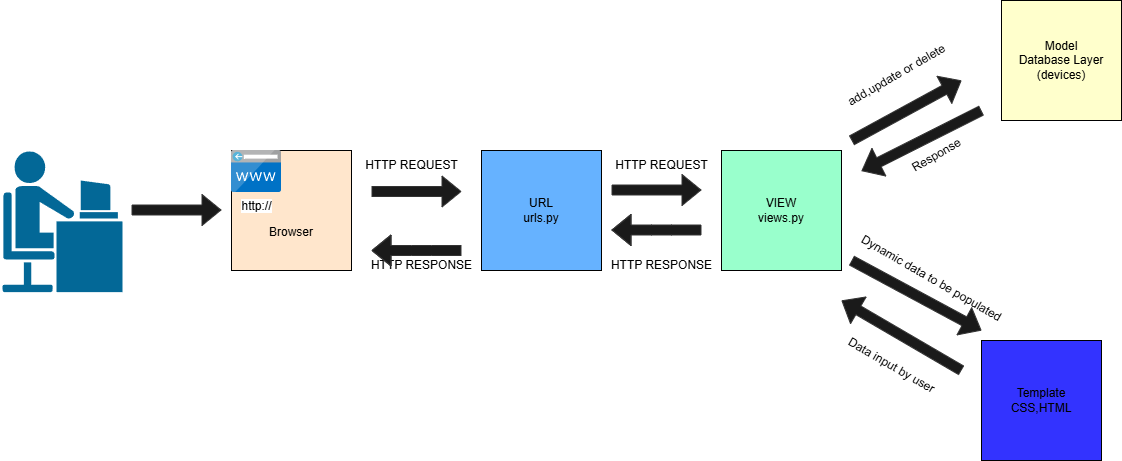 WWW
http://
Browser
HTTP REQUEST
HTTP RESPONSE
URL
urls.py
HTTP REQUEST
HTTP RESPONSE
VIEW
views.py
add,update or delete
Response
Model
Database Layer
(devices)
Dynamic data to be populated
Data input by user
Template
CSS,HTML